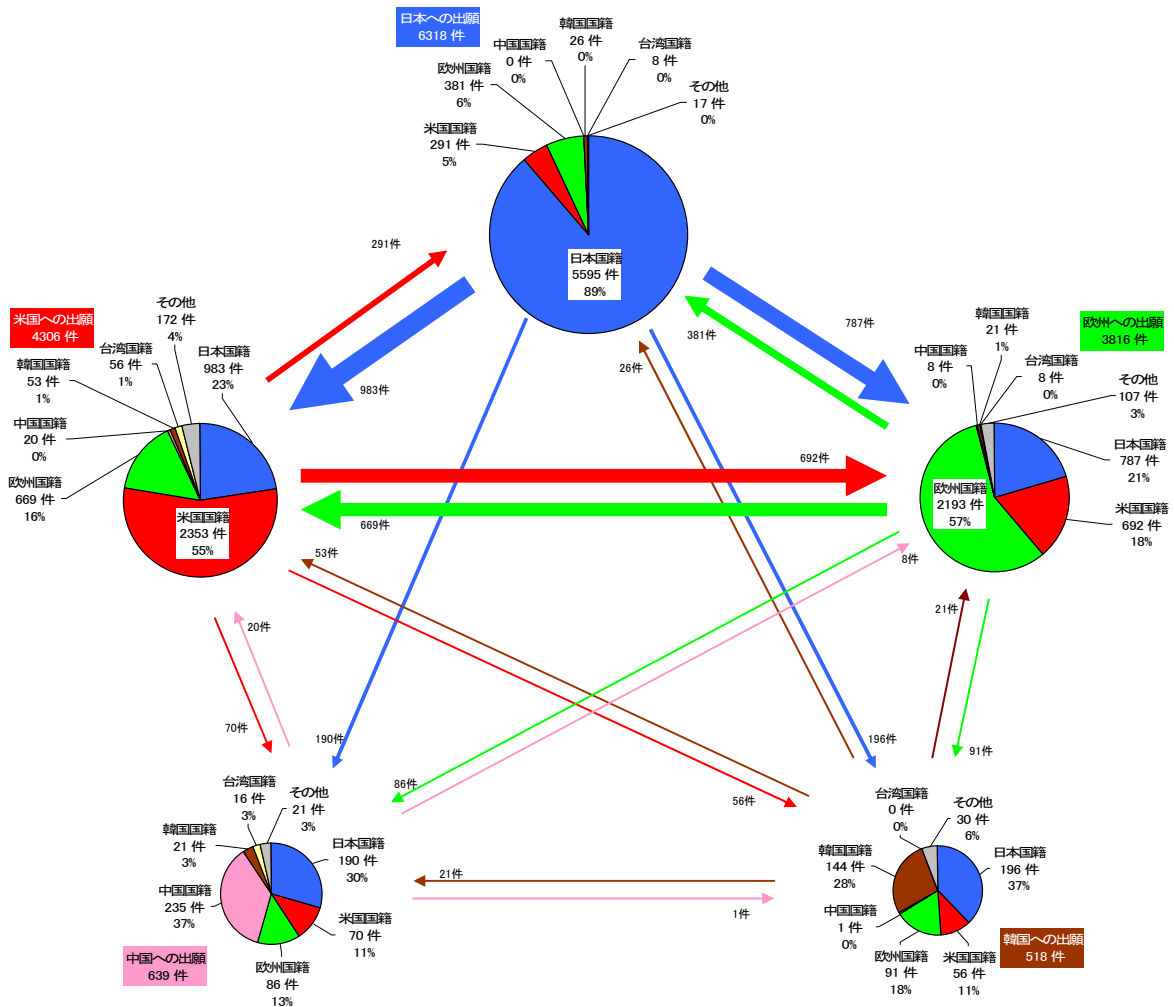 日本への出願
6318 件
韓国国籍
26 件
0%
中国国籍
0 件
0%
台湾国籍
8 件
0%
欧州国籍
381 件
6%
その他
17 件
0%
米国国籍
291 件
5%
日本国籍
5595 件
89%
291件
983件
787件
381件
26件
米国への出願
4306 件
その他
172 件
4%
台湾国籍
56 件
1%
日本国籍
983 件
23%
韓国国籍
53 件
1%
中国国籍
20 件
0%
欧州国籍
669 件
16%
米国国籍
2353 件
55%
欧州への出願
3816 件
韓国国籍
21 件
1%
中国国籍
8 件
0%
台湾国籍
8 件
0%
その他
107 件
3%
日本国籍
787 件
21%
米国国籍
692 件
18%
欧州国籍
2193 件
57%
692件
669件
53件
8件
20件
21件
70件
190件
196件
91件
86件
56件
台湾国籍
16 件
3%
その他
21 件
3%
韓国国籍
21 件
3%
日本国籍
190 件
30%
中国国籍
235 件
37%
米国国籍
70 件
11%
欧州国籍
86 件
13%
中国への出願
639 件
21件
1件
台湾国籍
0 件
0%
その他
30 件
6%
韓国国籍
144 件
28%
日本国籍
196 件
37%
中国国籍
1 件
0%
欧州国籍
91 件
18%
米国国籍
56 件
11%
韓国への出願
518 件